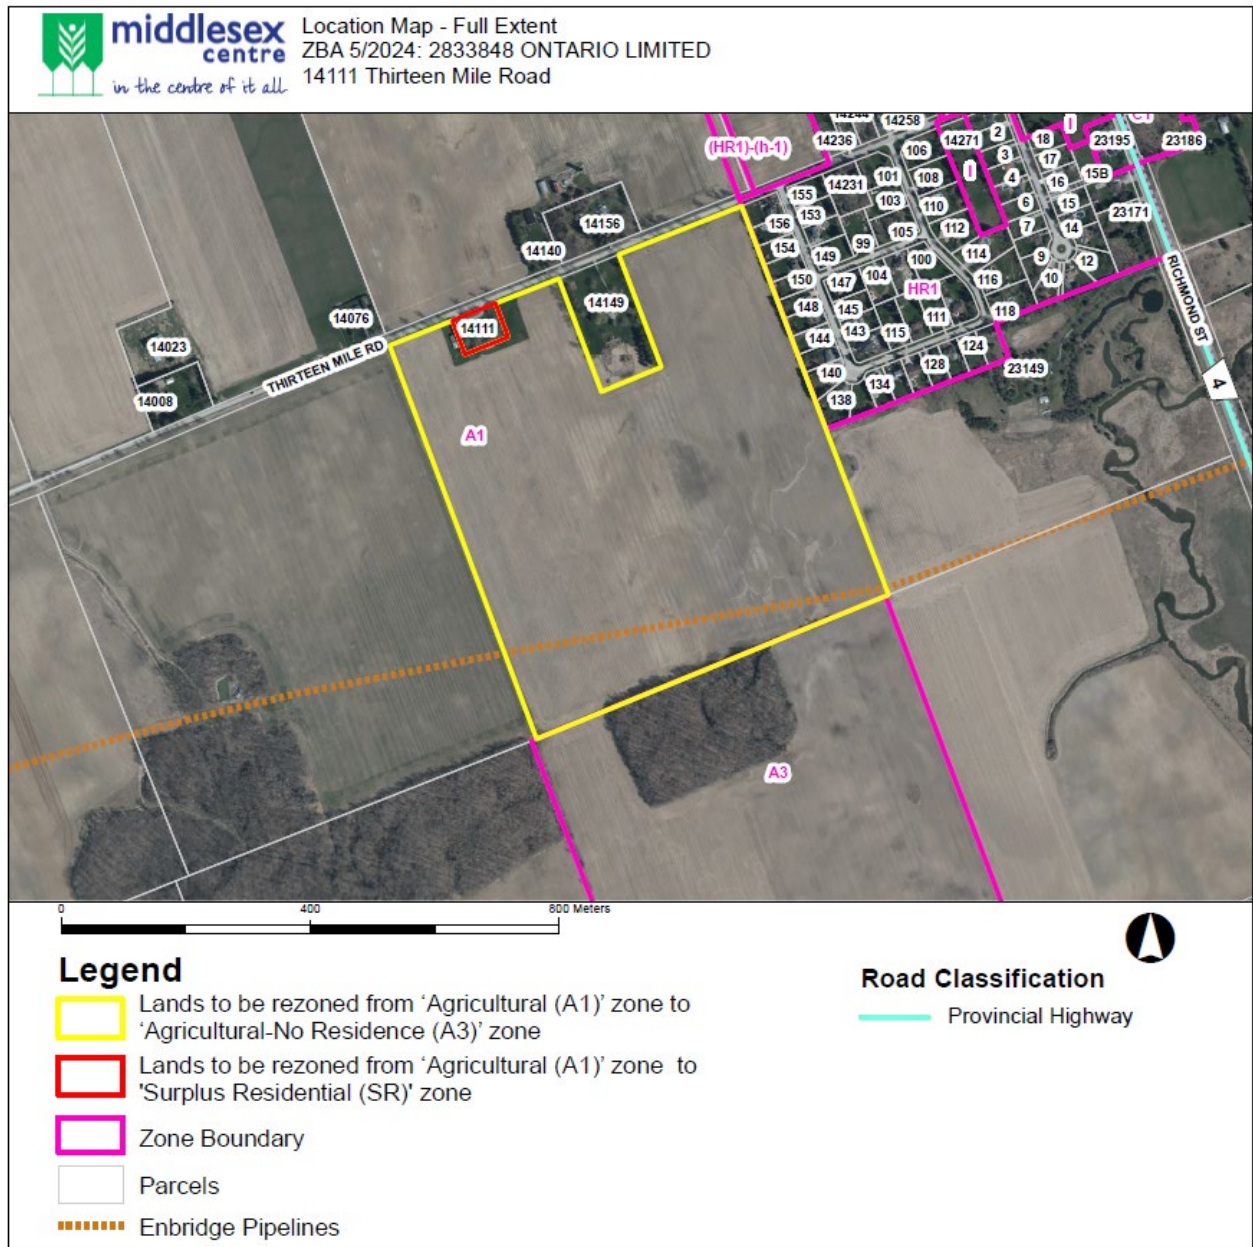 middlesex
centre
in the centre of it all
Location Map - Full Extent
ZBA 5/2024: 2833848 ONTARIO LIMITED
14111 Thirteen Mile Road
14244
14258
14236
(HR1)-(h-1)
106
14271
2
18
I
C1
23195
23186
17
3
15B
101
108
I
4
16
14231
155
103
110
6
15
23171
153
156
7
14
112
105
99
154
149
100
114
9
12
10
14156
14140
150
147
104
116
HR1
RICHMOND ST
14149
148
145
111
118
14111
14076
143
115
144
124
128
23149
14023
THIRTEEN MILE RD
140
134
4
14008
138
A1
A3
0 400 800 Meters
Legend
Lands to be rezoned from ‘Agricultural (A1)’ zone to
‘Agricultural-No Residence (A3)’ zone
Lands to be rezoned from ‘Agricultural (A1)’ zone to
'Surplus Residential (SR)' zone
Zone Boundary
Parcels
Enbridge Pipelines
Road Classification
Provincial Highway